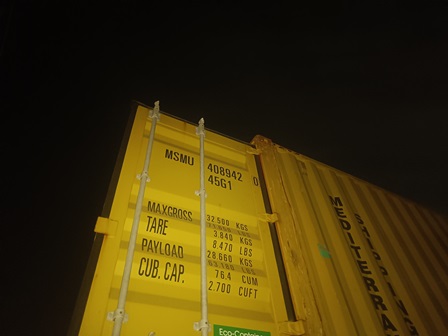 MSMU 408942 0
45G1
MAXGROSS 32.500 KGS
TARE 3.840 KGS
8.470 LBS
PAYLOAD 28.660 KGS
CUB. CAP. 76.4 CUM
2.700 CUFT
Eco-Container
MEDITERRA
SHIPPING